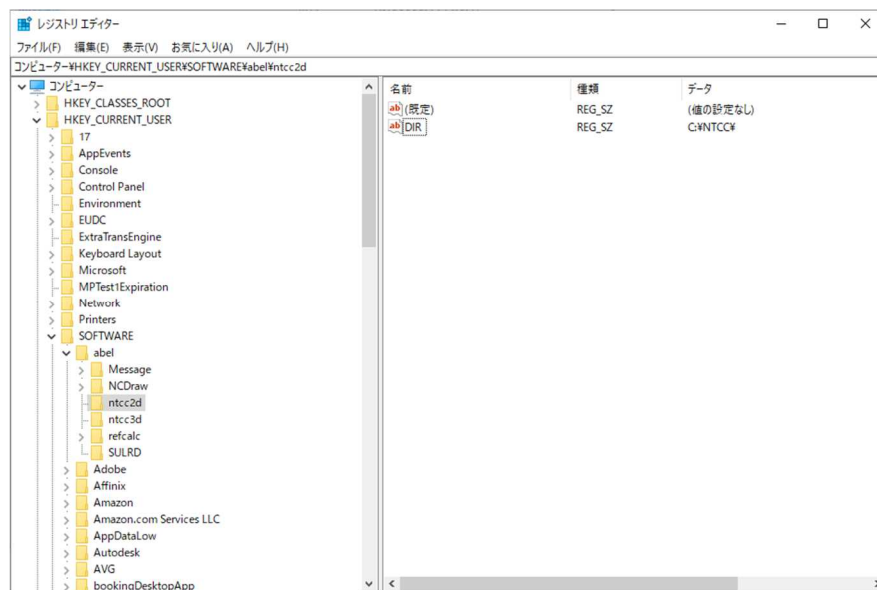 レジストリ エディター
ファイル(F) 編集(E) 表示(V) お気に入り(A) ヘルプ(H)
コンピューター¥HKEY_CURRENT_USER¥SOFTWARE¥abel¥ntcc2d
コンピューター
HKEY_CLASSES_ROOT
HKEY_CURRENT_USER
17
AppEvents
Console
Control Panel
Environment
EUDC
ExtraTransEngine
Keyboard Layout
Microsoft
MPTest1Expiration
Network
Printers
SOFTWARE
abel
Message
NCDraw
ntcc2d
ntcc3d
refcalc
SULRD
Adobe
Affinix
Amazon
Amazon.com Services LLC
AppDataLow
Autodesk
AVG
bookingDesktopApp
名前 種類 データ
ab (既定) REG_SZ (値の設定なし)
ab DIR REG_SZ C:¥NTCC¥